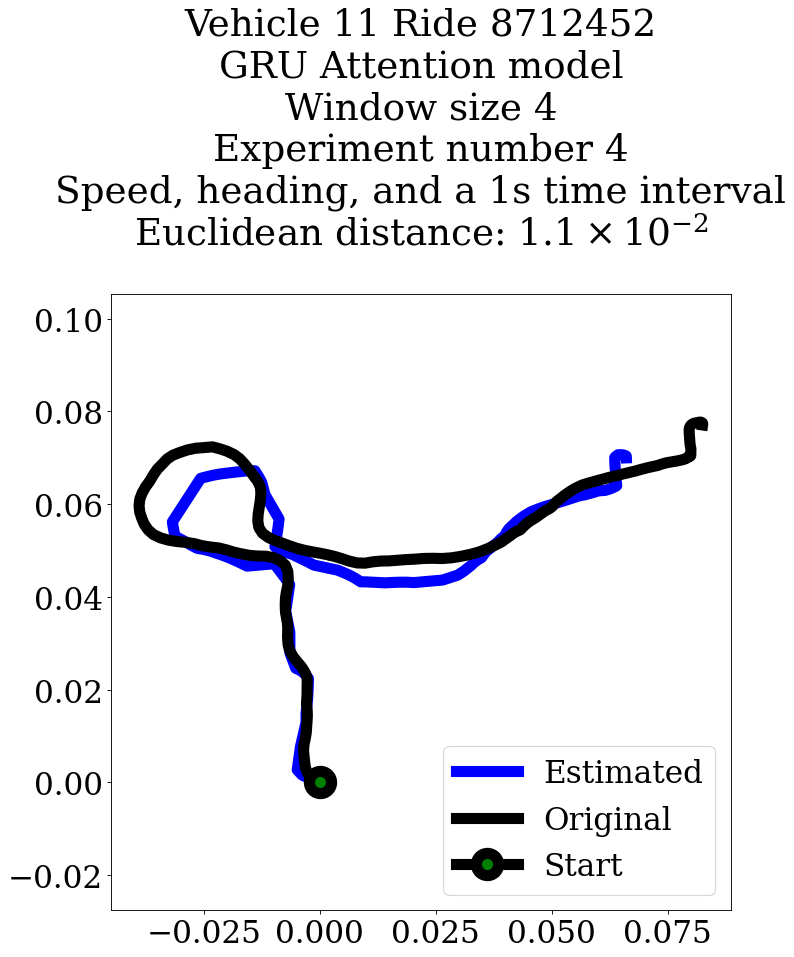 Vehicle 11 Ride 8712452
GRU Attention model
Window size 4
Experiment number 4
Speed, heading, and a 1s time interval
Euclidean distance: 1.1 × 10⁻²
0.10
0.08
0.06
0.04
0.02
0.00
−0.02
Estimated
Original
Start
−0.025 0.000 0.025 0.050 0.075